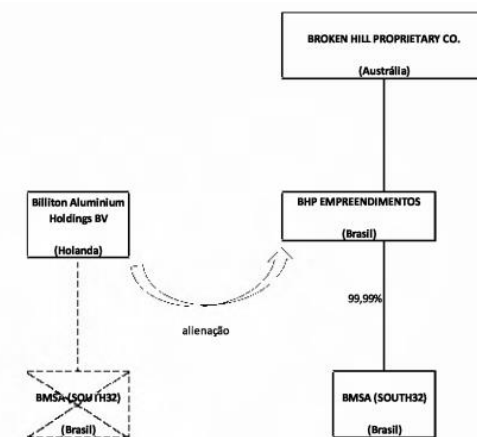 BROKEN HILL PROPRIETARY CO.
(Austrália)
Billiton Aluminium
Holdings BV
(Holanda)
BHP EMPREENDIMENTOS
(Brasil)
99,99%
alienação
BMSA (SOUTH32)
(Brasil)
BMSA (SOUTH32)
(Brasil)